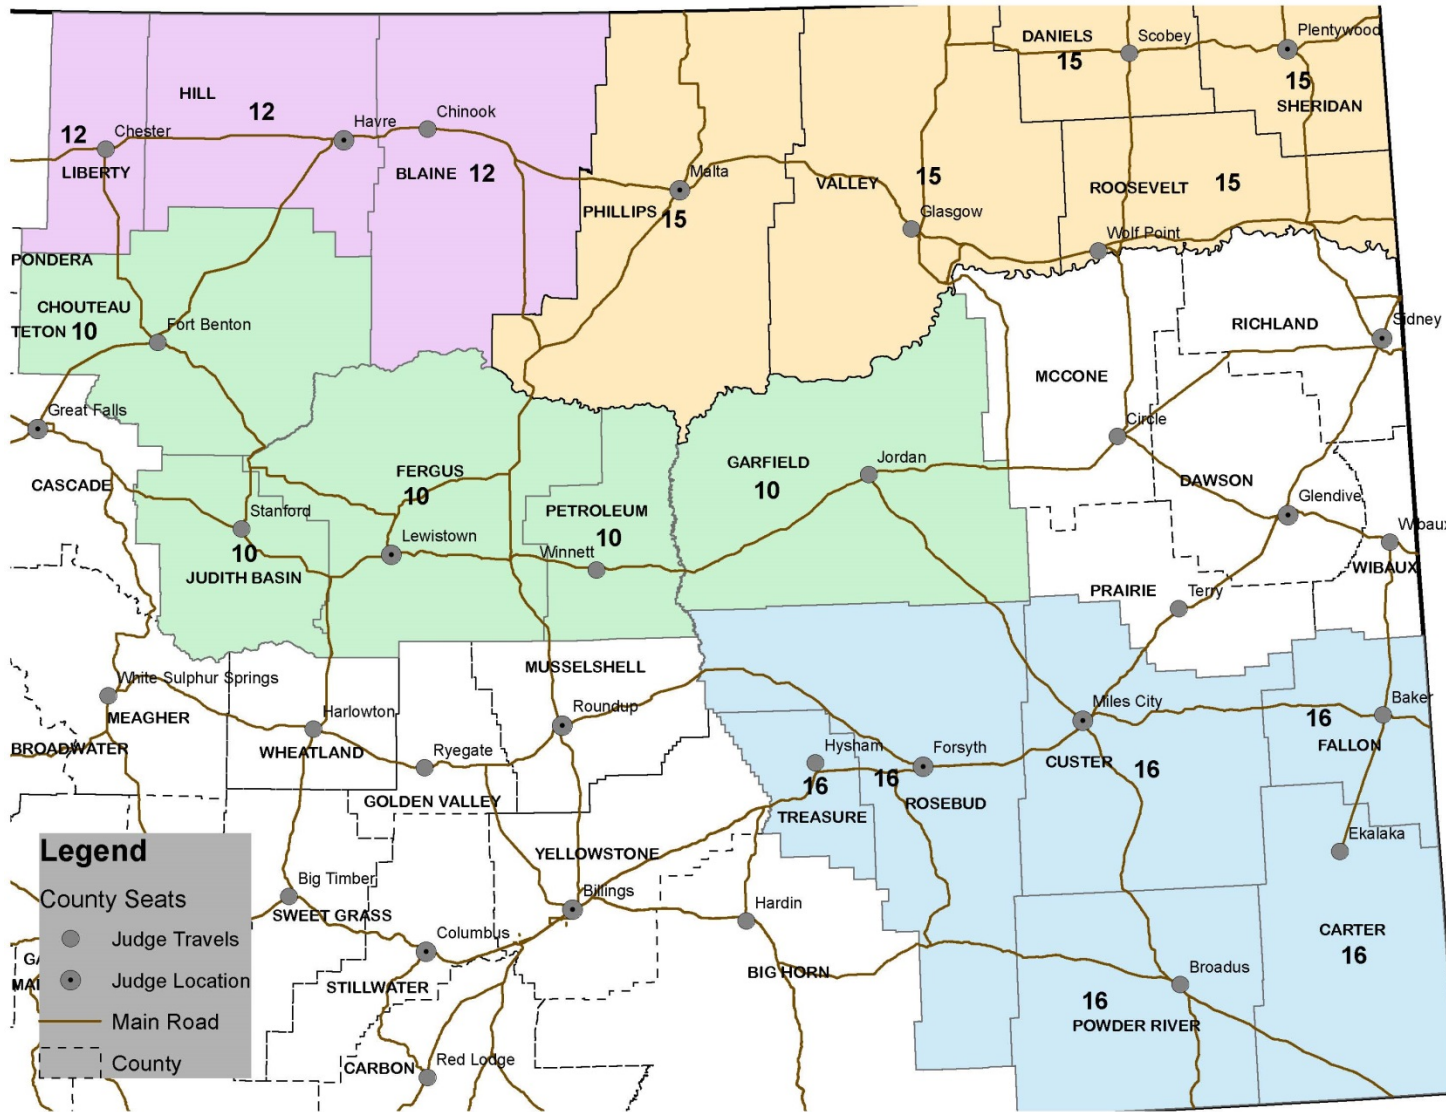 DANIELS
Scobey
Plentywood
15
15
SHERIDAN
HILL
12
Havre
Chinook
12
Chester
LIBERTY
BLAINE
12
Malta
VALLEY
15
ROOSEVELT
15
PHILLIPS
15
Glasgow
Wolf Point
PONDERA
CHOUTEAU
TETON
10
Fort Benton
RICHLAND
Sidney
MCCONE
Great Falls
Circle
CASCADE
FERGUS
10
GARFIELD
10
Jordan
DAWSON
Glendive
Stanford
10
JUDITH BASIN
Lewistown
PETROLEUM
10
Winnett
Wibaux
WIBAUX
PRAIRIE
Terry
MUSSELSHELL
White Sulphur Springs
MEAGHER
BROADWATER
Harlowton
WHEATLAND
Roundup
Ryegate
GOLDEN VALLEY
Miles City
Baker
16
FALLON
Hysham
16
TREASURE
Forsyth
16
ROSEBUD
CUSTER
16
Ekalaka
YELLOWSTONE
Billings
Hardin
Big Timber
SWEET GRASS
Columbus
STILLWATER
BIG HORN
CARTER
16
Broadus
16
POWDER RIVER
CARBON
Red Lodge
Legend
County Seats
Judge Travels
Judge Location
Main Road
County